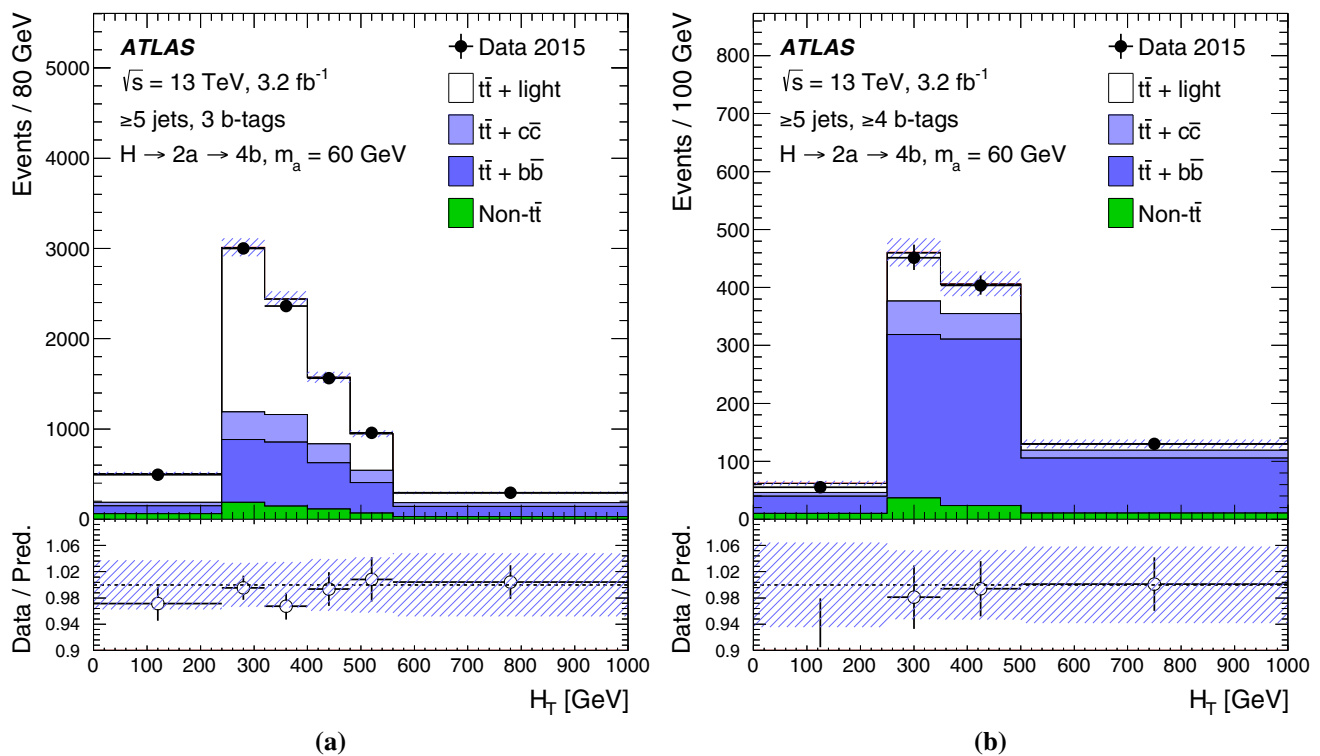 Events / 80 GeV
5000
4000
3000
2000
1000
0
ATLAS
√s = 13 TeV, 3.2 fb⁻¹
≥5 jets, 3 b-tags
H → 2a → 4b, mₐ = 60 GeV
Data 2015
tt̄ + light
tt̄ + cc̄
tt̄ + bb̄
Non-tt̄
Data / Pred.
1.06
1.02
0.98
0.94
0.9
0 100 200 300 400 500 600 700 800 900 1000
H_T [GeV]
(a)
Events / 100 GeV
800
700
600
500
400
300
200
100
0
ATLAS
√s = 13 TeV, 3.2 fb⁻¹
≥5 jets, ≥4 b-tags
H → 2a → 4b, mₐ = 60 GeV
Data 2015
tt̄ + light
tt̄ + cc̄
tt̄ + bb̄
Non-tt̄
Data / Pred.
1.06
1.02
0.98
0.94
0.9
0 100 200 300 400 500 600 700 800 900 1000
H_T [GeV]
(b)